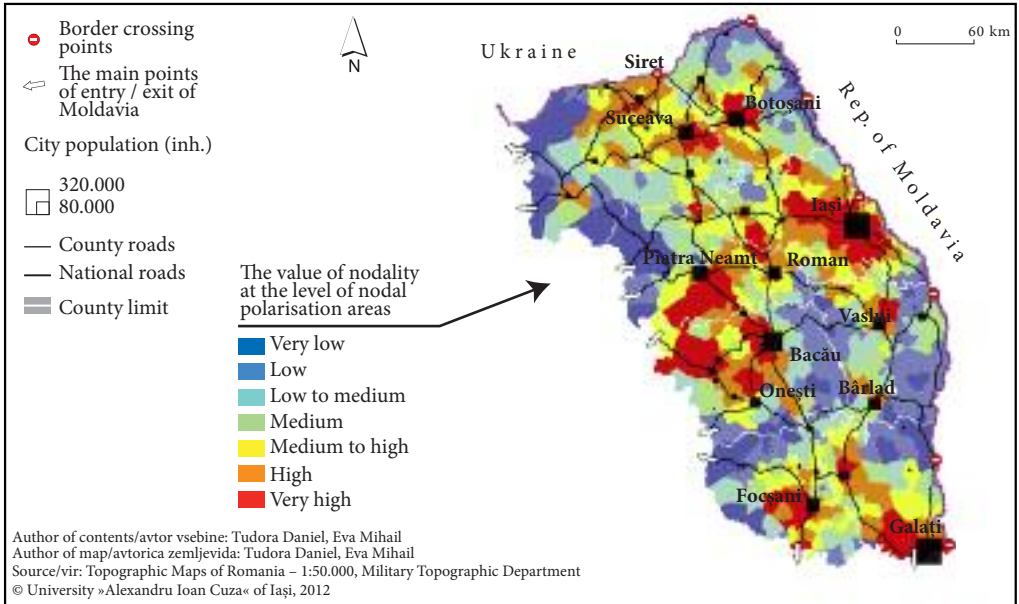 Border crossing
points
The main points
of entry / exit of
Moldavia
City population (inh.)
320.000
80.000
County roads
National roads
County limit
N
The value of nodality
at the level of nodal
polarisation areas
Very low
Low
Low to medium
Medium
Medium to high
High
Very high
0 60 km
Ukraine
Rep. of Moldavia
Siret
Botoșani
Suceava
Iași
Piatra Neamț
Roman
Vaslui
Bacău
Onești
Bârlad
Focșani
Galați
Author of contents/avtor vsebine: Tudora Daniel, Eva Mihail
Author of map/avtorica zemljevida: Tudora Daniel, Eva Mihail
Source/vir: Topographic Maps of Romania – 1:50.000, Military Topographic Department
© University »Alexandru Ioan Cuza« of Iași, 2012